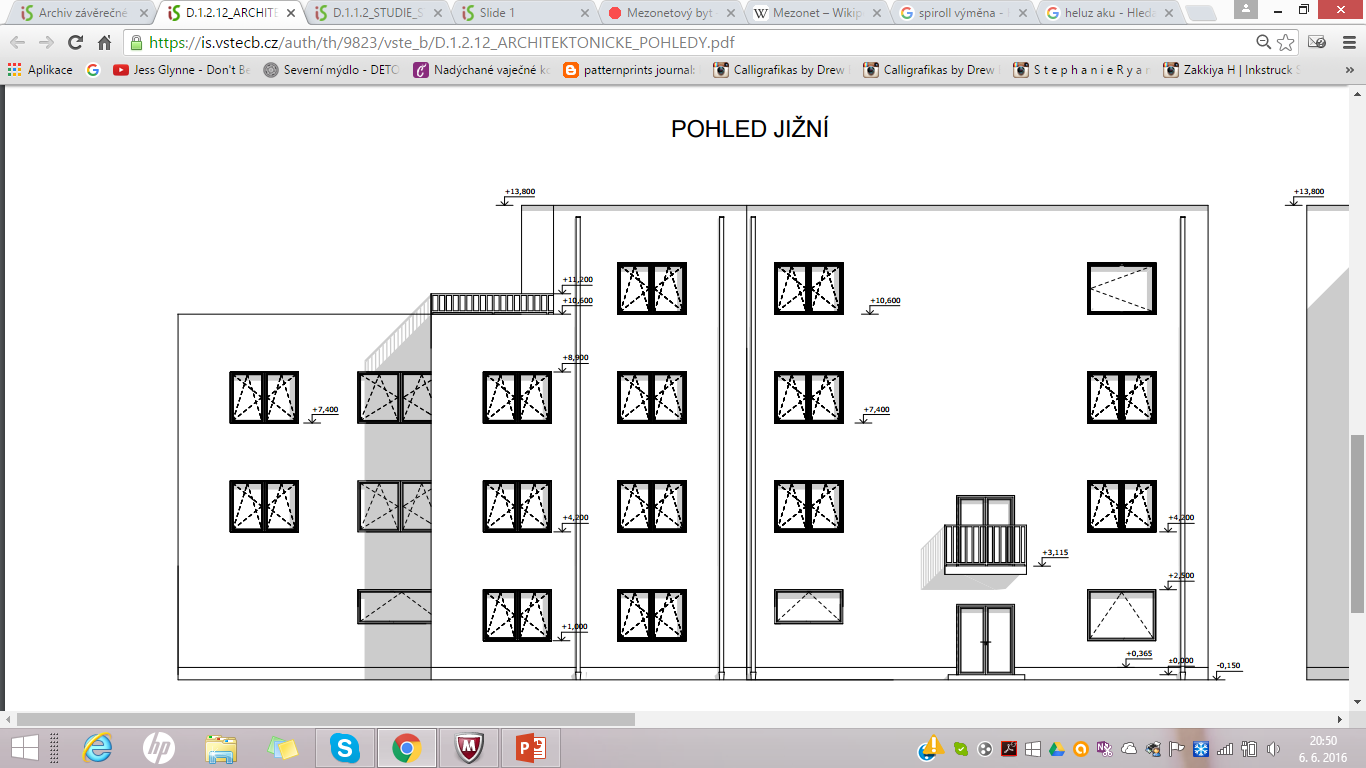 Archiv závěrečné
D.1.2.12_ARCHITE
D.1.1.2_STUDIE_S
Slide 1
Mezonetový byt -
Mezonet – Wikip
spiroll výměna -
heluz aku - Hled
https://is.vstecb.cz/auth/th/9823/vste_b/D.1.2.12_ARCHITEKTONICKE_POHLEDY.pdf
Aplikace
Jess Glynne - Don't Be
Severní mýdlo - DETO
Nadýchané vaječné k
patternprints journal:
Calligrafikas by Drew
Calligrafikas by Drew
S t e p h a n i e R y a
Zakkiya H | Inkstruck S
»
POHLED JIŽNÍ
+13,800
+13,800
+11,200
+10,600
+10,600
+8,900
+7,400
+7,400
+4,200
+4,200
+3,115
+2,500
+1,000
+0,365
±0,000
-0,150
20:50
6. 6. 2016